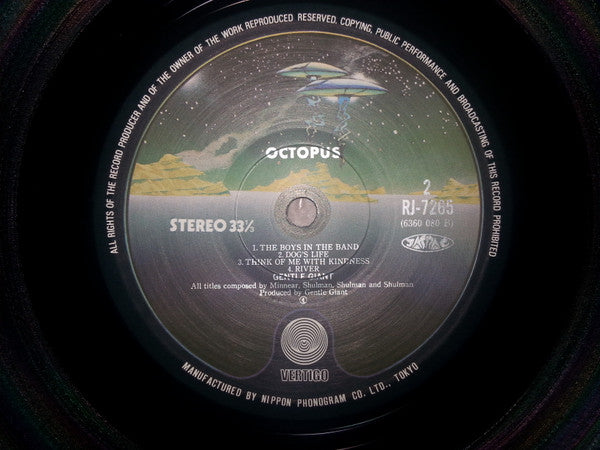 ALL RIGHTS OF THE RECORD PRODUCER AND OF THE OWNER OF THE WORK REPRODUCED RESERVED. COPYING, PUBLIC PERFORMANCE AND BROADCASTING OF THIS RECORD PROHIBITED
OCTOPUS
STEREO 33⅓
2
RJ-7265
(6360 080 B)
JASRAC
1. THE BOYS IN THE BAND
2. DOG'S LIFE
3. THINK OF ME WITH KINDNESS
4. RIVER
GENTLE GIANT
All titles composed by Minnear, Shulman, Shulman and Shulman
Produced by Gentle Giant
VERTIGO
MANUFACTURED BY NIPPON PHONOGRAM CO. LTD., TOKYO